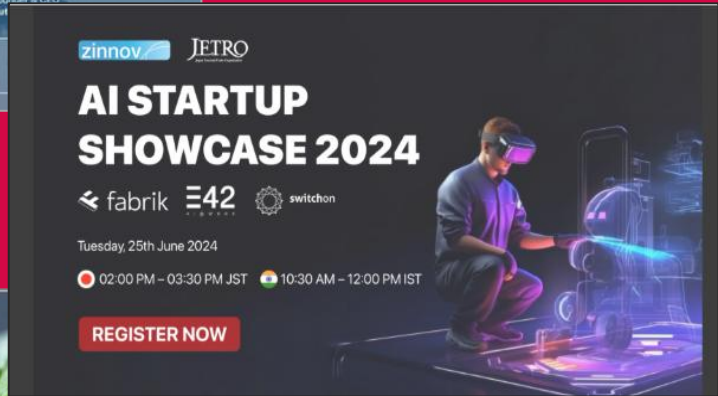 zinnov
JETRO
AI STARTUP
SHOWCASE 2024
fabrik E42 switchon
Tuesday, 25th June 2024
02:00 PM – 03:30 PM JST 10:30 AM – 12:00 PM IST
REGISTER NOW